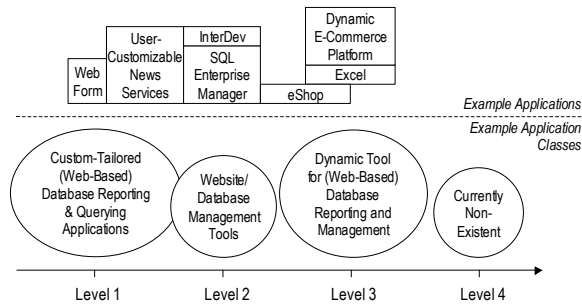 Web
Form
User-
Customizable
News
Services
InterDev
SQL
Enterprise
Manager
eShop
Dynamic
E-Commerce
Platform
Excel
Example Applications
Example Application
Classes
Custom-Tailored
(Web-Based)
Database Reporting
& Querying
Applications
Website/
Database
Management
Tools
Dynamic Tool
for (Web-Based)
Database
Reporting and
Management
Currently
Non-
Existent
Level 1
Level 2
Level 3
Level 4